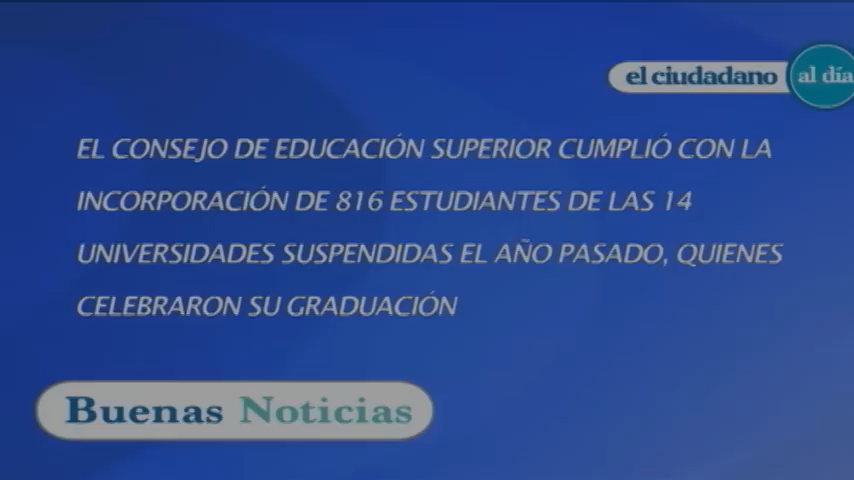 el ciudadano al día
EL CONSEJO DE EDUCACIÓN SUPERIOR CUMPLIÓ CON LA
INCORPORACIÓN DE 816 ESTUDIANTES DE LAS 14
UNIVERSIDADES SUSPENDIDAS EL AÑO PASADO, QUIENES
CELEBRARON SU GRADUACIÓN
Buenas Noticias